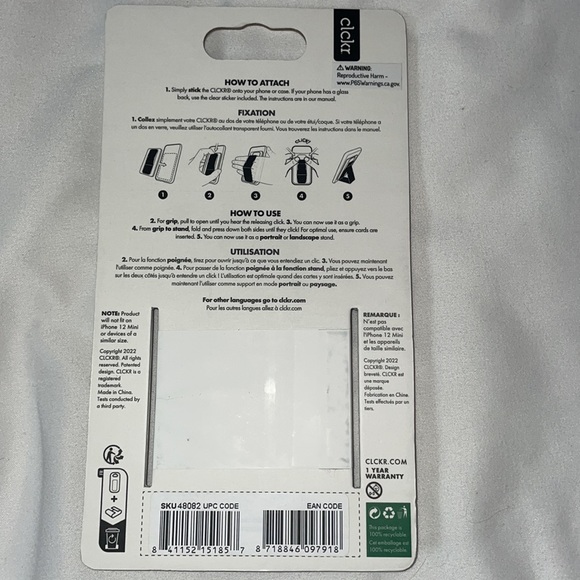 clckr
⚠ WARNING:
Reproductive Harm -
www.P65Warnings.ca.gov
HOW TO ATTACH
1. Simply stick the CLCKR® onto your phone or case. If your phone has a glass
back, use the clear sticker included. The instructions are in our manual.
FIXATION
1. Collez simplement votre CLCKR® au dos de votre téléphone ou de votre étui/coque. Si votre téléphone a
un dos en verre, veuillez utiliser l'autocollant transparent fourni. Vous trouverez les instructions dans le manuel.
CLICK!
1 2 3 4 5
HOW TO USE
2. For grip, pull to open until you hear the releasing click. 3. You can now use it as a grip.
4. From grip to stand, fold and press down both sides until they click! For optimal use, ensure cards are
inserted. 5. You can now use it as a portrait or landscape stand.
UTILISATION
2. Pour la fonction poignée, tirez pour ouvrir jusqu'à ce que vous entendiez un clic. 3. Vous pouvez maintenant
l'utiliser comme poignée. 4. Pour passer de la fonction poignée à la fonction stand, pliez et appuyez vers le bas
sur les deux côtés jusqu'à entendre un click ! L'utilisation est optimale quand des cartes y sont insérées. 5. Vous pouvez
maintenant l'utiliser comme support en mode portrait ou paysage.
For other languages go to clckr.com
Pour les autres langues allez à clckr.com
NOTE: Product
will not fit on
iPhone 12 Mini
or devices of a
similar size.
Copyright 2022
CLCKR®. All rights
reserved. Patented
design. CLCKR is a
registered
trademark.
Made in China.
Tests conducted by
a third party.
REMARQUE :
N'est pas
compatible avec
l'iPhone 12 Mini
et les appareils
de taille similaire.
Copyright 2022
CLCKR®. Design
breveté. CLCKR est
une marque
déposée.
Fabrication en Chine.
Tests effectués par un
tiers.
CLCKR.COM
1 YEAR
WARRANTY
SKU48082 UPC CODE
EAN CODE
8 41152 15185 7
8 718846 097918
This package is
100% recyclable.
Cet emballage est
100% recyclable.